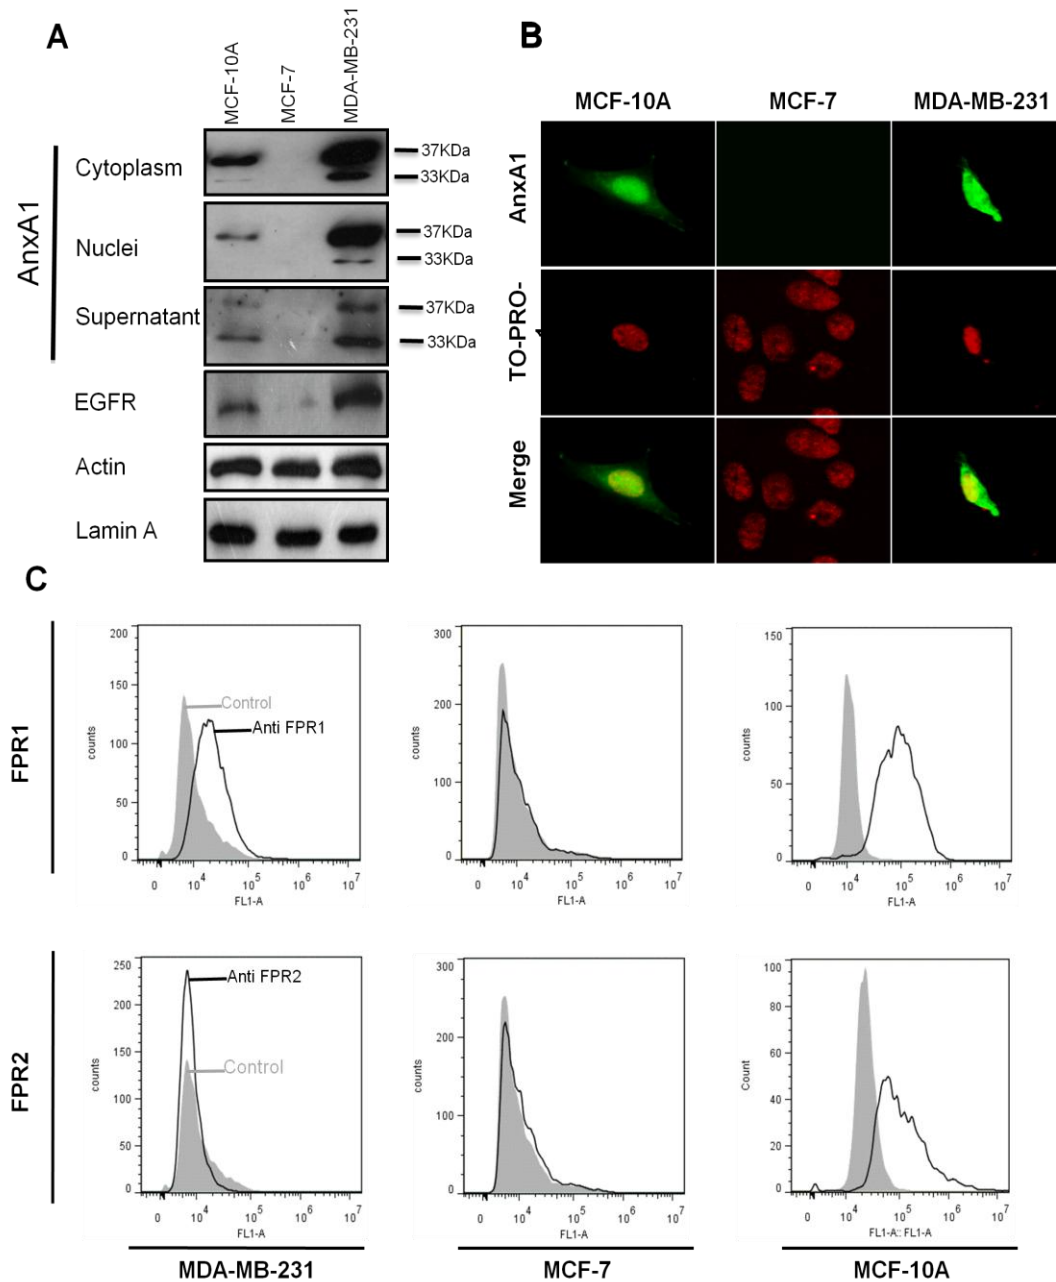 A
MCF-10A
MCF-7
MDA-MB-231
AnxA1
Cytoplasm
37KDa
33KDa
Nuclei
37KDa
33KDa
Supernatant
37KDa
33KDa
EGFR
Actin
Lamin A
B
MCF-10A MCF-7 MDA-MB-231
AnxA1
TO-PRO-
Merge
C
FPR1
200
150
100
50
0
counts
Control
Anti FPR1
0 10^4 10^5 10^6 10^7
FL1-A
300
200
100
0
counts
0 10^4 10^5 10^6 10^7
FL1-A
150
100
50
0
counts
0 10^4 10^5 10^6 10^7
FL1-A
FPR2
250
200
150
100
50
0
counts
Anti FPR2
Control
0 10^4 10^5 10^6 10^7
FL1-A
300
200
100
0
counts
0 10^4 10^5 10^6 10^7
FL1-A
100
80
60
40
20
0
Count
0 10^4 10^5 10^6 10^7
FL1-A:: FL1-A
MDA-MB-231 MCF-7 MCF-10A